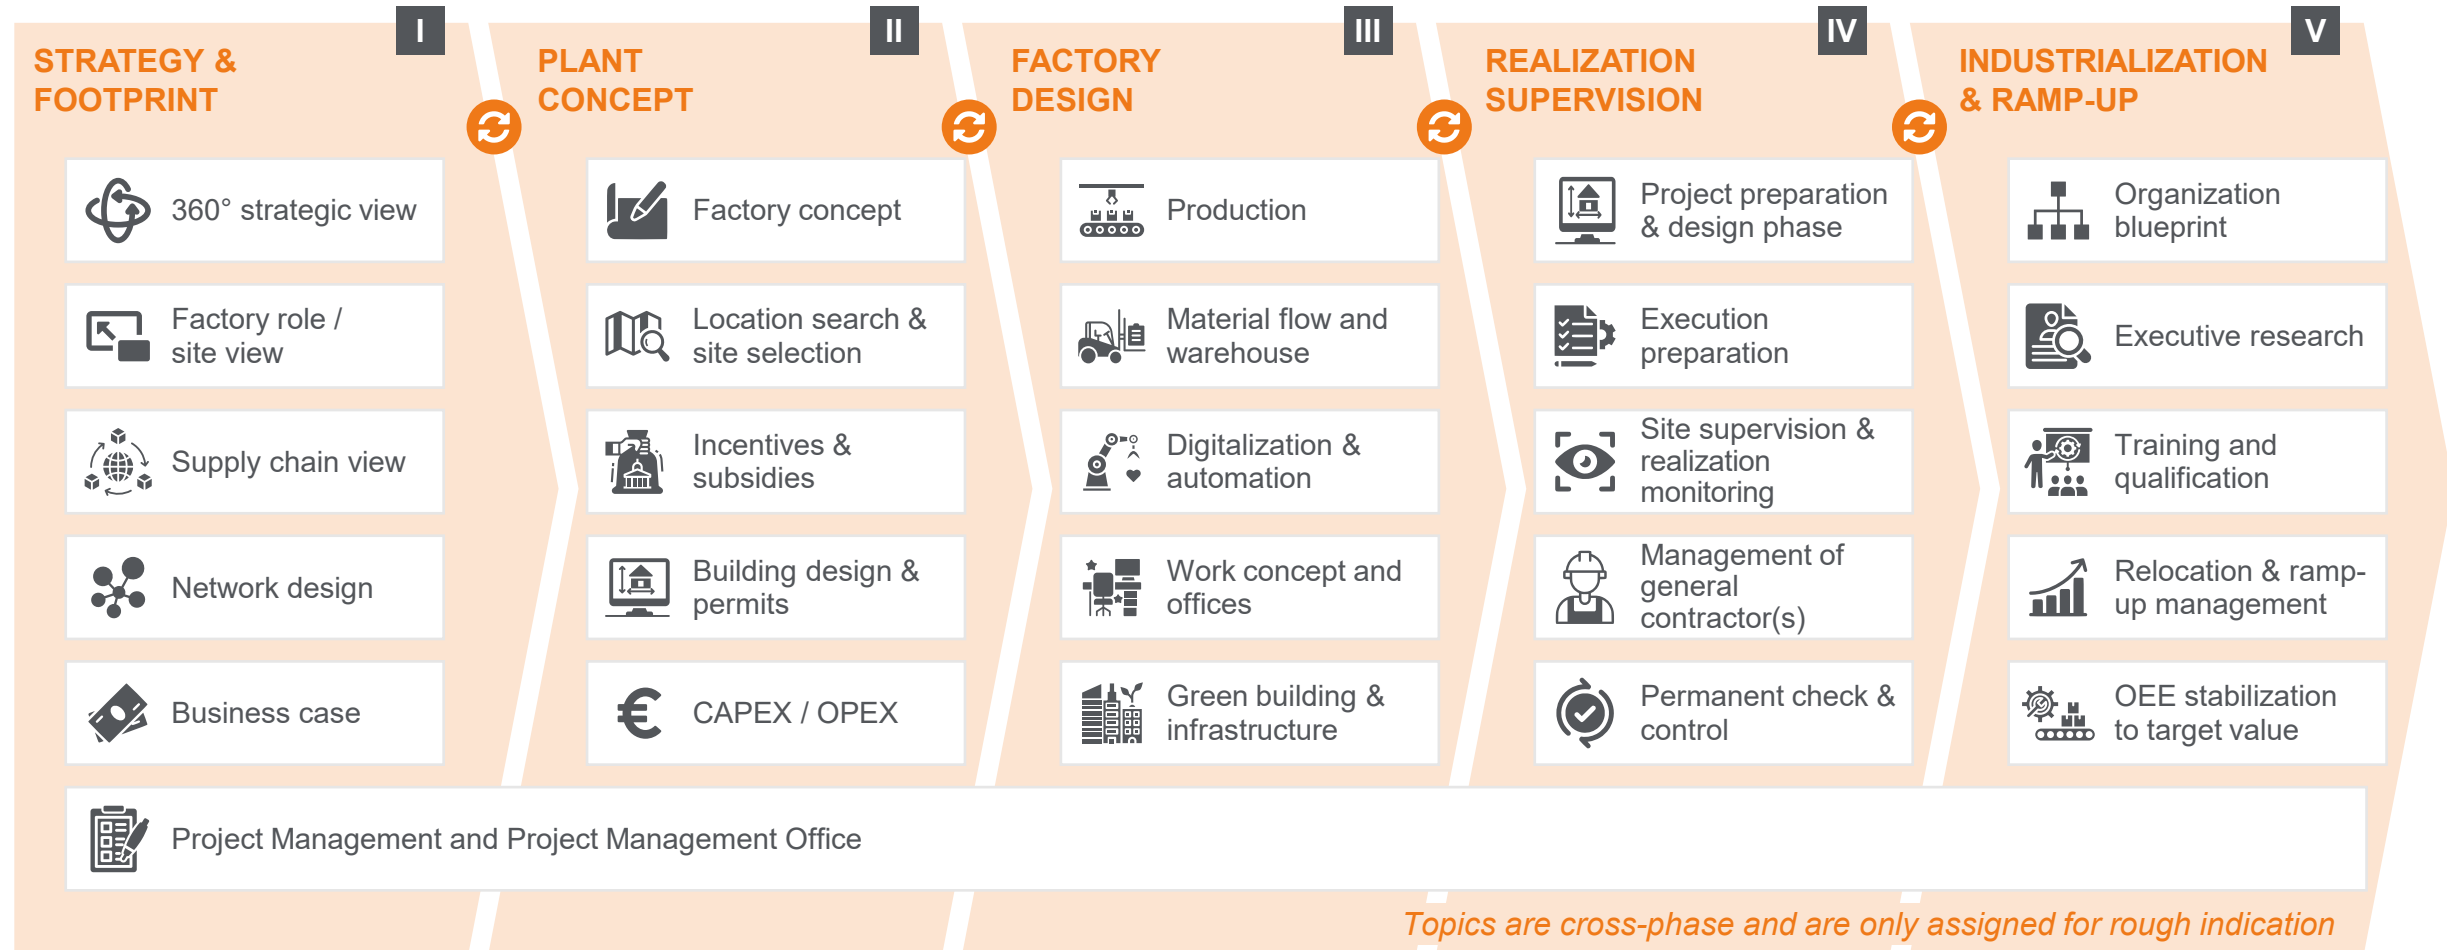 I
STRATEGY &
FOOTPRINT
360° strategic view
Factory role /
site view
Supply chain view
Network design
Business case
II
PLANT
CONCEPT
Factory concept
Location search &
site selection
Incentives &
subsidies
Building design &
permits
CAPEX / OPEX
III
FACTORY
DESIGN
Production
Material flow and
warehouse
Digitalization &
automation
Work concept and
offices
Green building &
infrastructure
IV
REALIZATION
SUPERVISION
Project preparation
& design phase
Execution
preparation
Site supervision &
realization
monitoring
Management of
general
contractor(s)
Permanent check &
control
V
INDUSTRIALIZATION
& RAMP-UP
Organization
blueprint
Executive research
Training and
qualification
Relocation & ramp-
up management
OEE stabilization
to target value
Project Management and Project Management Office
Topics are cross-phase and are only assigned for rough indication